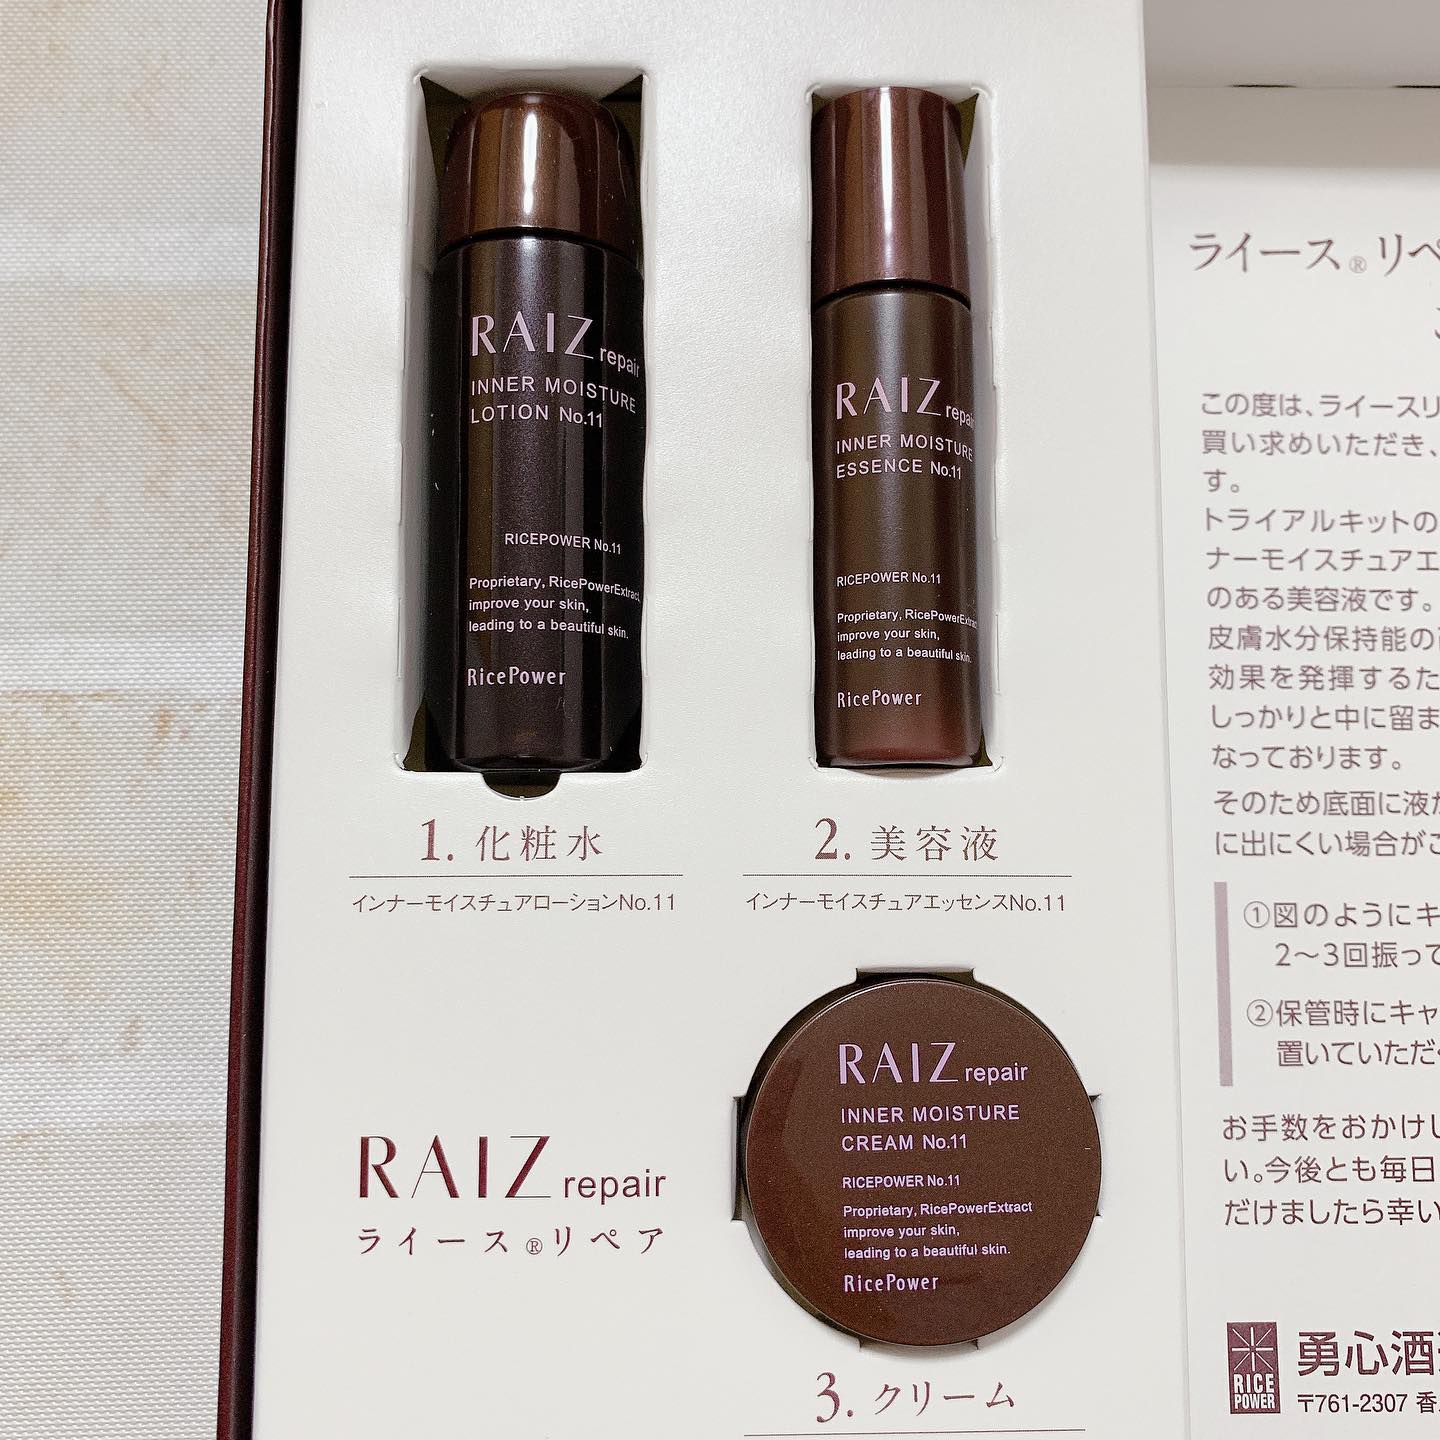 RAIZ repair
INNER MOISTURE
LOTION No.11
RICEPOWER No.11
Proprietary, RicePowerExtract,
improve your skin,
leading to a beautiful skin.
RicePower
1. 化粧水
インナーモイスチュアローションNo.11
RAIZ repair
INNER MOISTURE
ESSENCE No.11
RICEPOWER No.11
Proprietary, RicePowerExtract
improve your skin,
leading to a beautiful skin.
RicePower
2. 美容液
インナーモイスチュアエッセンスNo.11
RAIZ repair
ライース®リペア
RAIZ repair
INNER MOISTURE
CREAM No.11
RICEPOWER No.11
Proprietary, RicePowerExtract
improve your skin,
leading to a beautiful skin.
RicePower
3. クリーム
ライース®リペ
この度は、ライースリ
買い求めいただき、
す。
トライアルキットの
ナーモイスチュアエ
のある美容液です。
皮膚水分保持能の
効果を発揮するた
しっかりと中に留ま
なっております。
そのため底面に液が
に出にくい場合がご
①図のようにキ
2〜3回振って
②保管時にキャ
置いていただ
お手数をおかけし
い。今後とも毎日
だけましたら幸い
RICE
POWER
勇心酒
〒761-2307 香